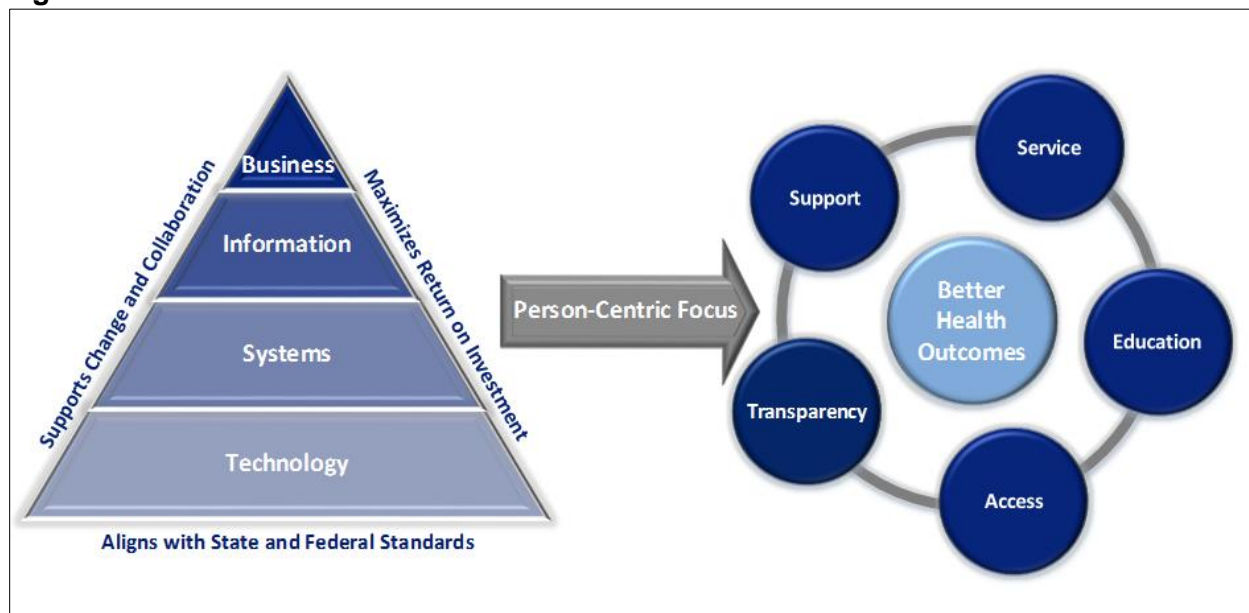 Business
Information
Systems
Technology
Supports Change and Collaboration
Maximizes Return on Investment
Aligns with State and Federal Standards
Person-Centric Focus
Support
Service
Education
Access
Transparency
Better
Health
Outcomes